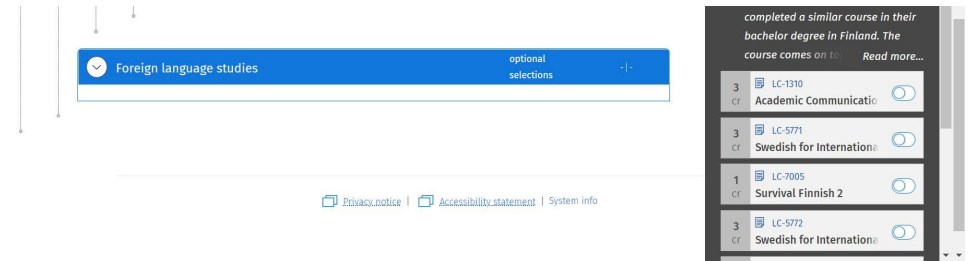 Foreign language studies
optional
selections
-|-
Privacy notice | Accessibility statement | System info
completed a similar course in their
bachelor degree in Finland. The
course comes on to
Read more...
3
cr
LC-1310
Academic Communicatio
3
cr
LC-5771
Swedish for Internationa
1
cr
LC-7005
Survival Finnish 2
3
cr
LC-5772
Swedish for Internationa